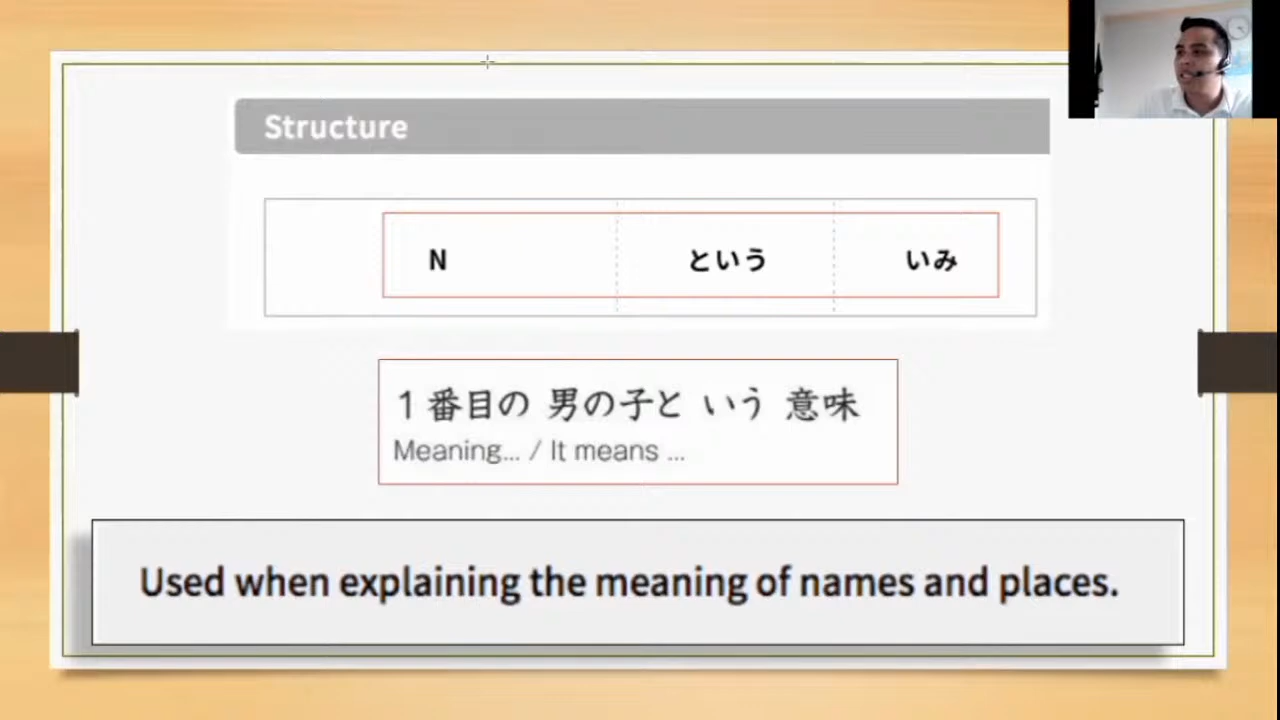 Structure
N という いみ
1番目の 男の子と いう 意味
Meaning... / It means ...
Used when explaining the meaning of names and places.